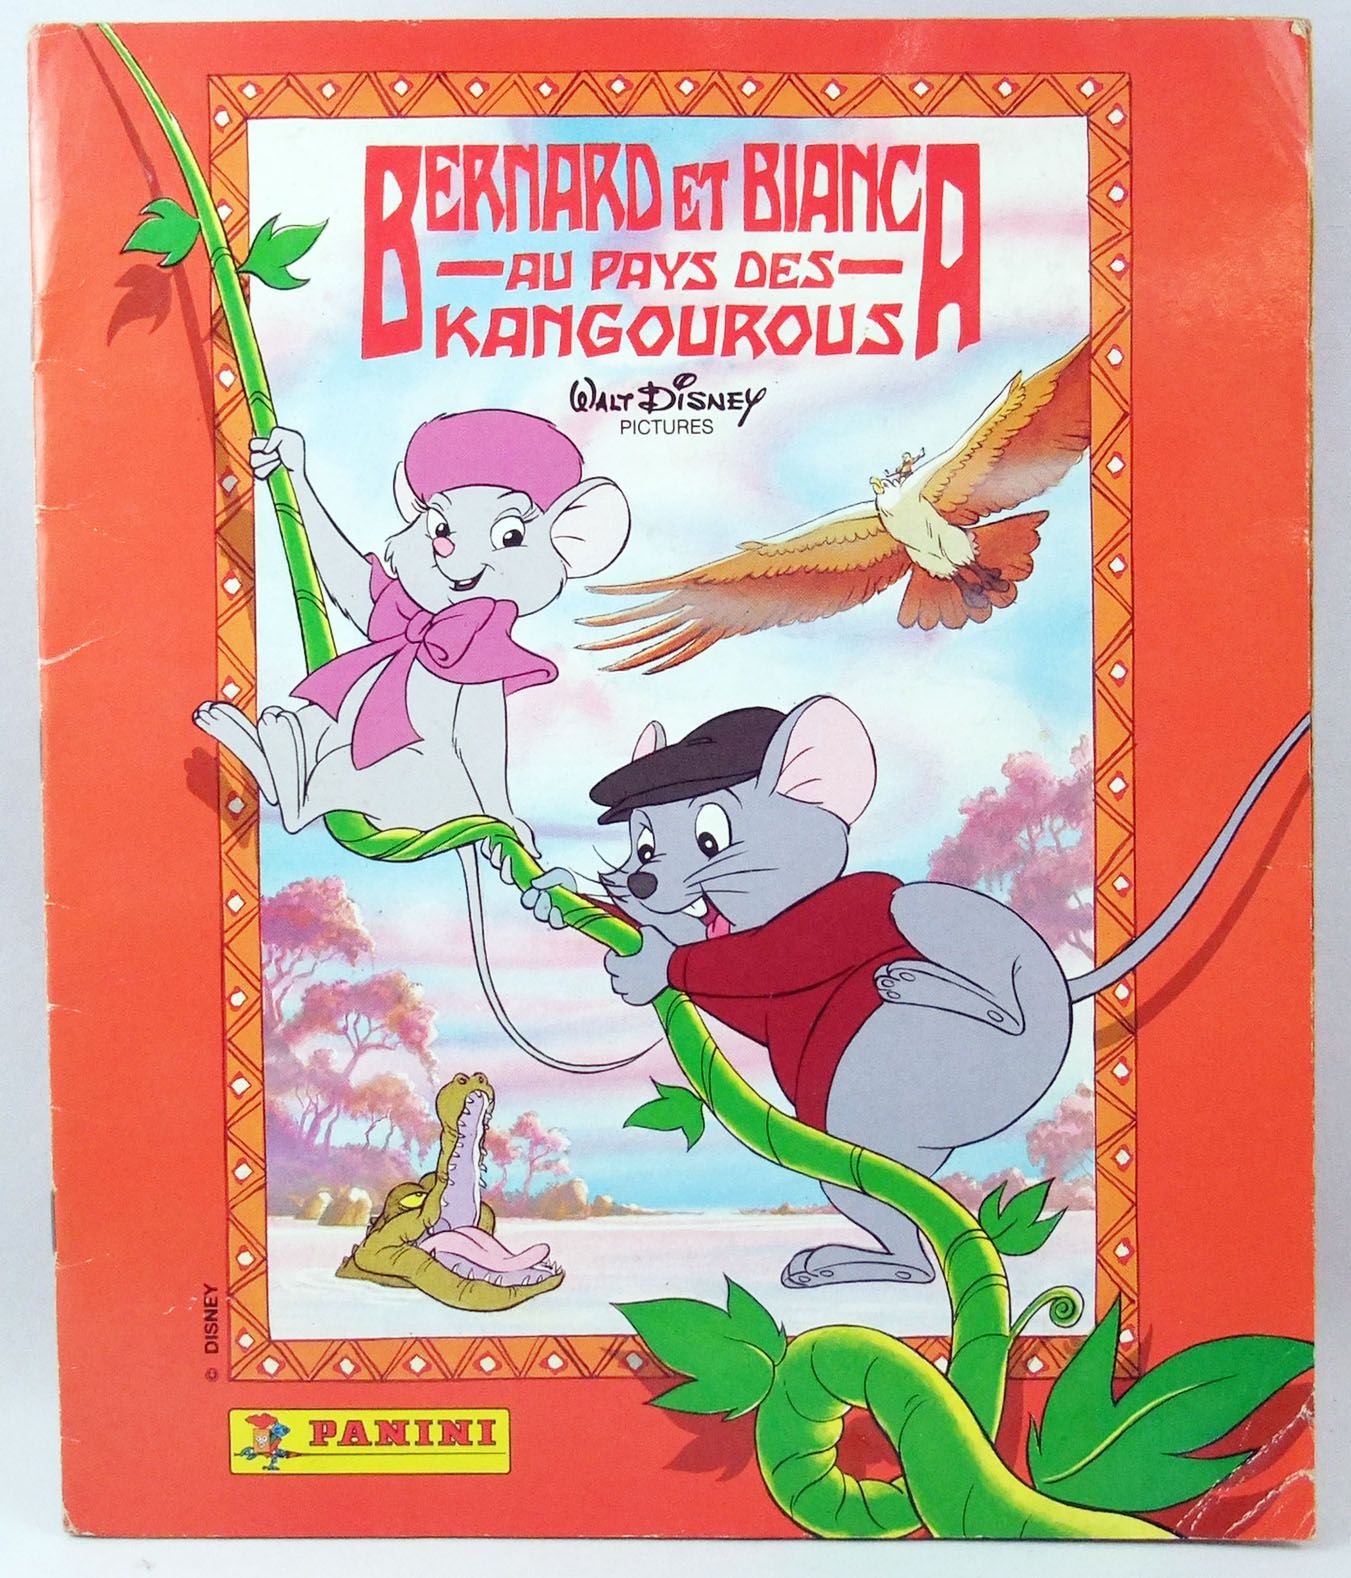 BERNARD ET BIANCA
AU PAYS DES
KANGOUROUS
WALT DISNEY
PICTURES
© DISNEY
PANINI